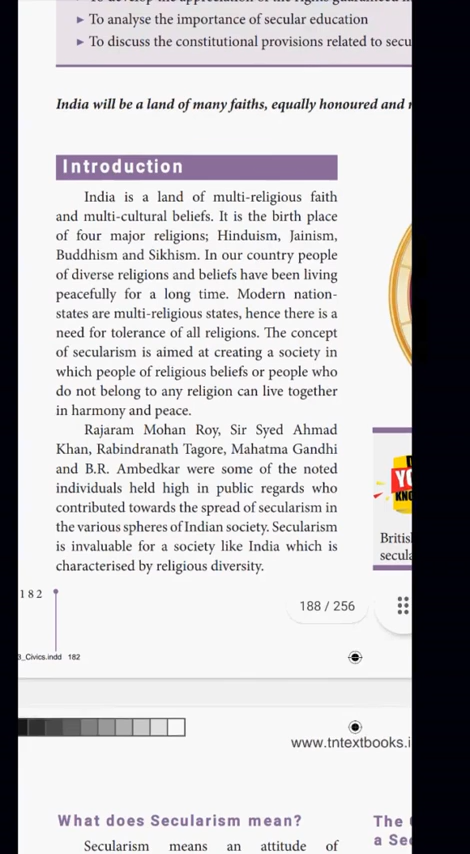 ► To analyse the importance of secular education
► To discuss the constitutional provisions related to secu
India will be a land of many faiths, equally honoured and
Introduction
India is a land of multi-religious faith
and multi-cultural beliefs. It is the birth place
of four major religions; Hinduism, Jainism,
Buddhism and Sikhism. In our country people
of diverse religions and beliefs have been living
peacefully for a long time. Modern nation-
states are multi-religious states, hence there is a
need for tolerance of all religions. The concept
of secularism is aimed at creating a society in
which people of religious beliefs or people who
do not belong to any religion can live together
in harmony and peace.
Rajaram Mohan Roy, Sir Syed Ahmad
Khan, Rabindranath Tagore, Mahatma Gandhi
and B.R. Ambedkar were some of the noted
individuals held high in public regards who
contributed towards the spread of secularism in
the various spheres of Indian society. Secularism
is invaluable for a society like India which is
characterised by religious diversity.
YO
KNO
British
secula
182
188 / 256
_Civics.indd 182
www.tntextbooks.i
What does Secularism mean?
Secularism means an attitude of
The
a Sec